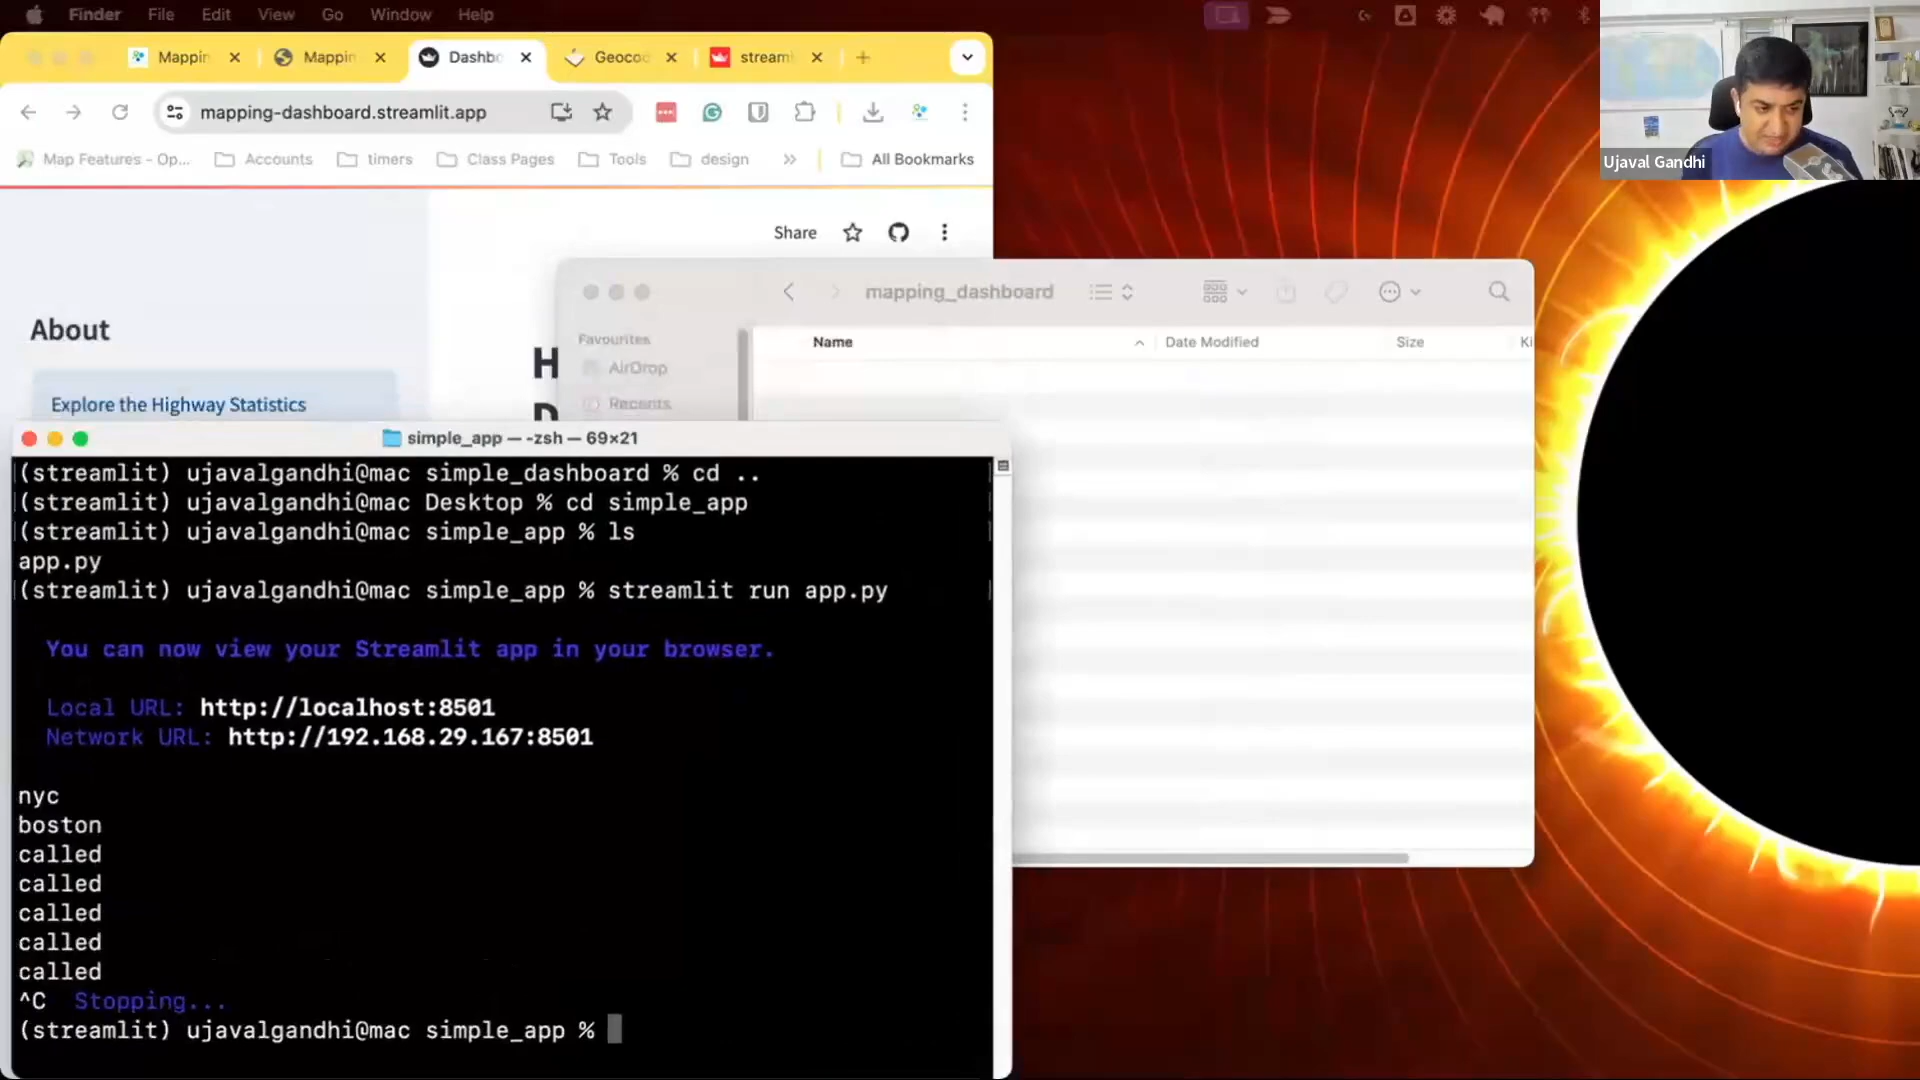 Finder File Edit View Go Window Help
Mappin Mappin Dashbo Geocod streaml
mapping-dashboard.streamlit.app
Map Features - Op... Accounts timers Class Pages Tools design » All Bookmarks
Ujaval Gandhi
Share
About
Explore the Highway Statistics
H
D
mapping_dashboard
Favourites
AirDrop
Recents
Name Date Modified Size Ki
simple_app — -zsh — 69×21
(streamlit) ujavalgandhi@mac simple_dashboard % cd ..
(streamlit) ujavalgandhi@mac Desktop % cd simple_app
(streamlit) ujavalgandhi@mac simple_app % ls
app.py
(streamlit) ujavalgandhi@mac simple_app % streamlit run app.py
You can now view your Streamlit app in your browser.
Local URL: http://localhost:8501
Network URL: http://192.168.29.167:8501
nyc
boston
called
called
called
called
called
^C Stopping...
(streamlit) ujavalgandhi@mac simple_app %